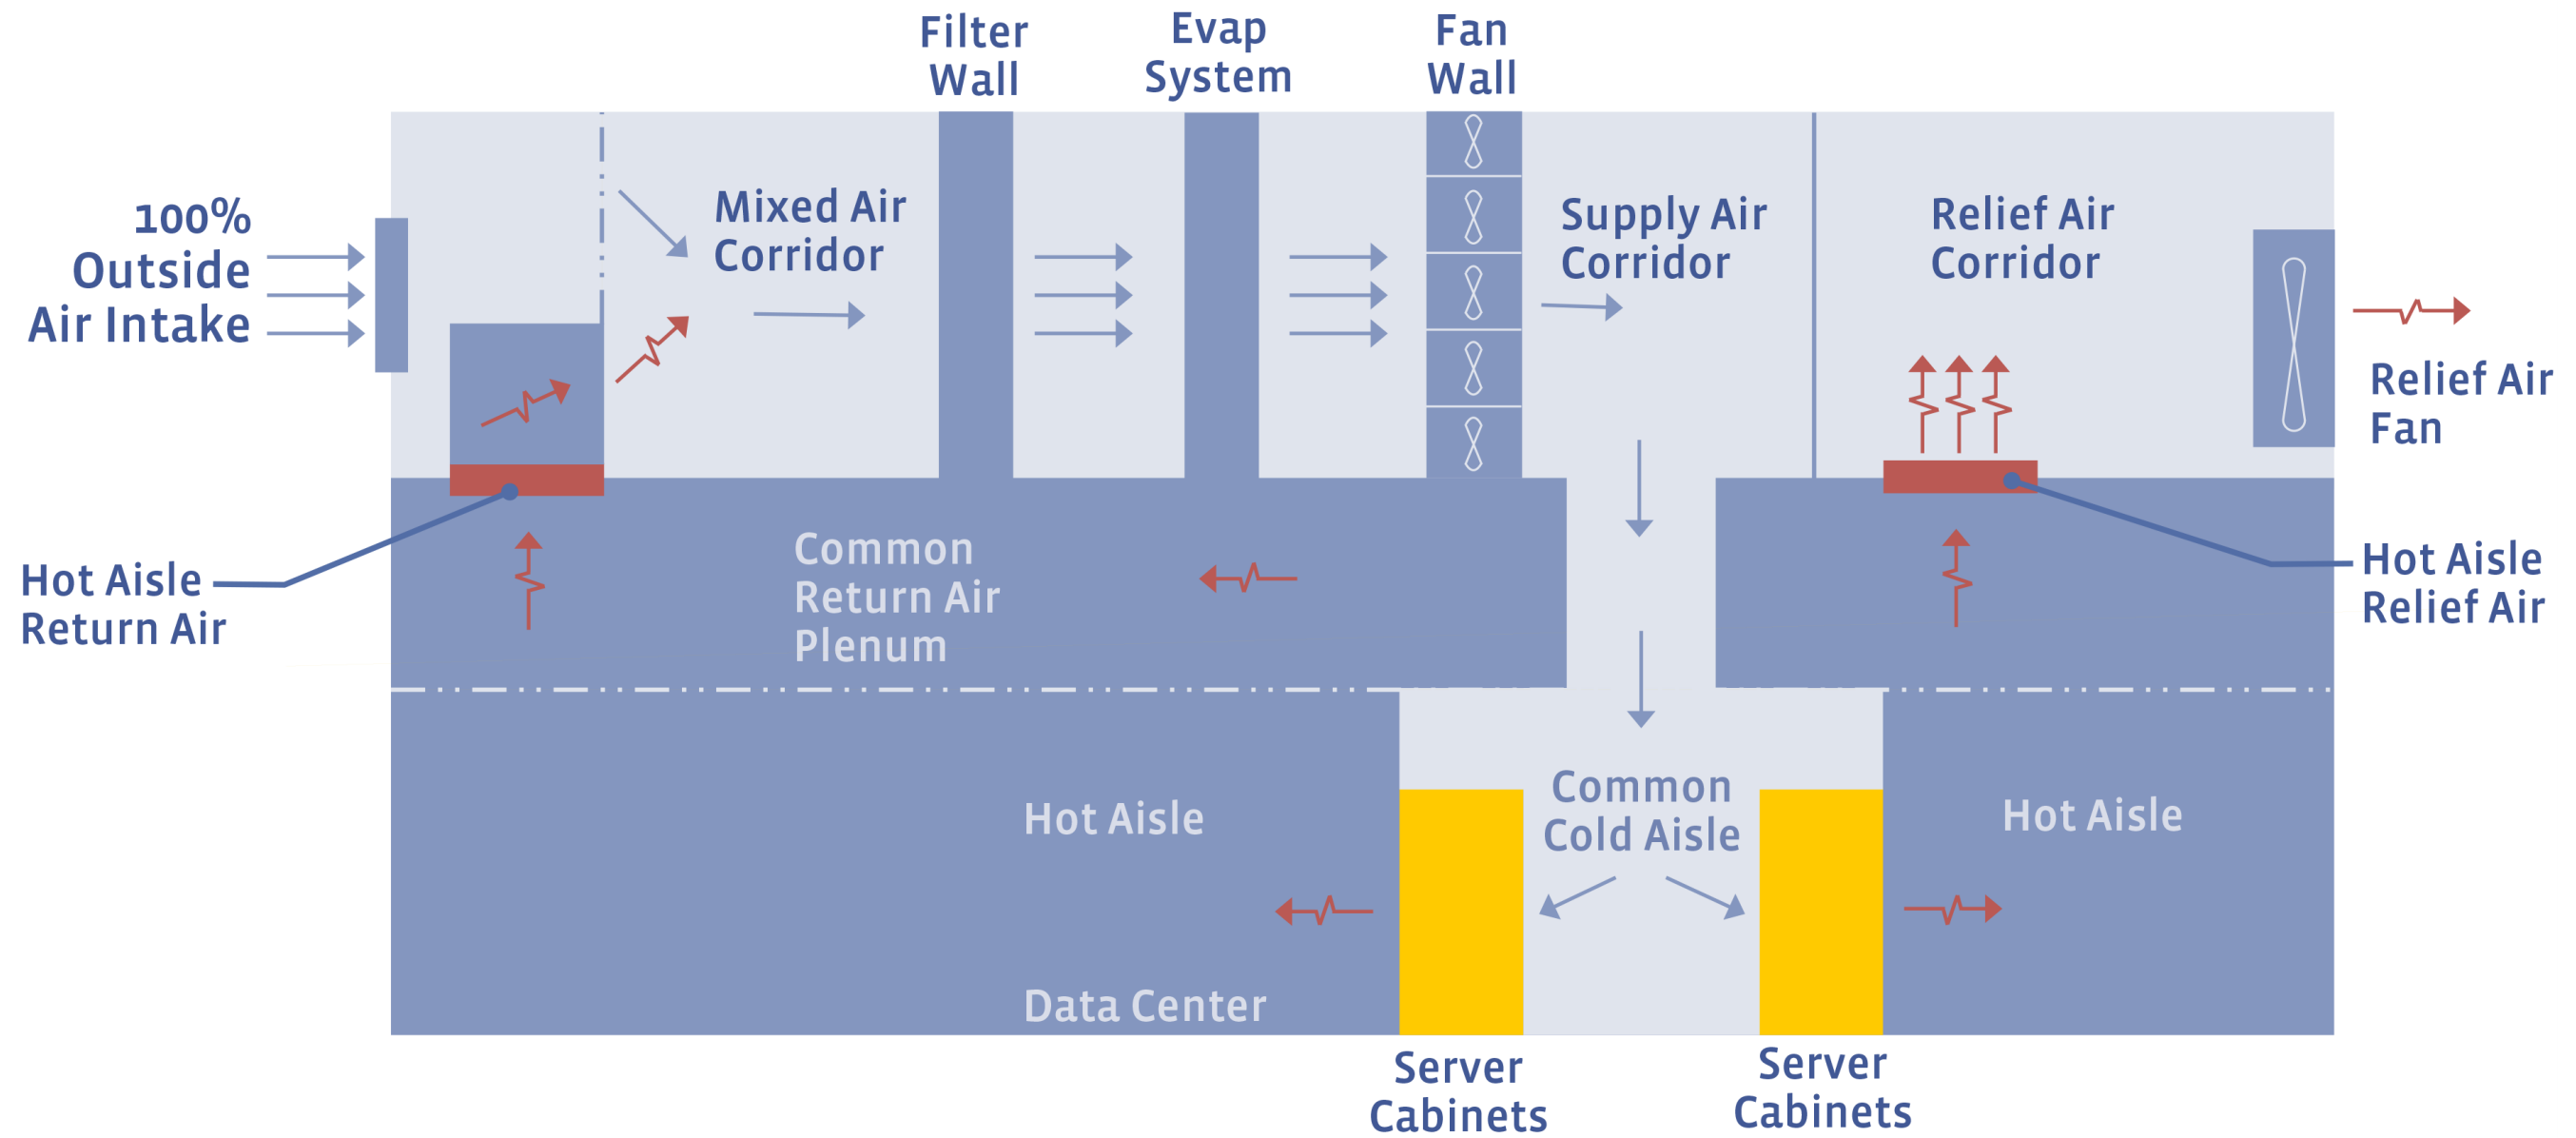 Filter
Wall
Evap
System
Fan
Wall
100%
Outside
Air Intake
Mixed Air
Corridor
Supply Air
Corridor
Relief Air
Corridor
Relief Air
Fan
Hot Aisle
Return Air
Common
Return Air
Plenum
Hot Aisle
Relief Air
Hot Aisle
Common
Cold Aisle
Hot Aisle
Data Center
Server
Cabinets
Server
Cabinets